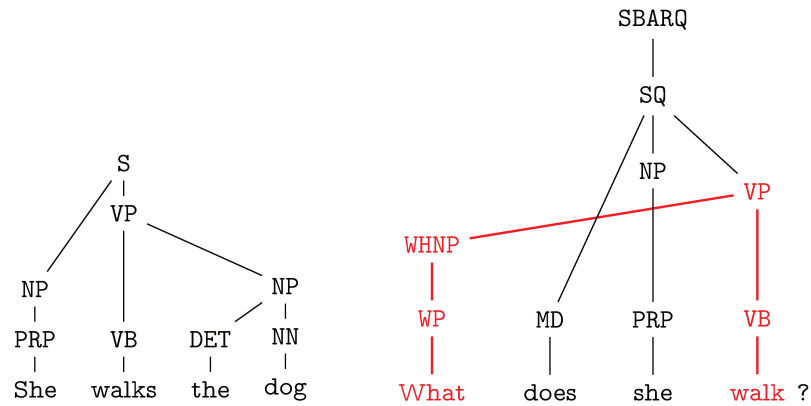 SBARQ
SQ
S
NP
VP
VP
WHNP
NP
NP
PRP VB DET NN
WP MD PRP VB
She walks the dog
What does she walk ?